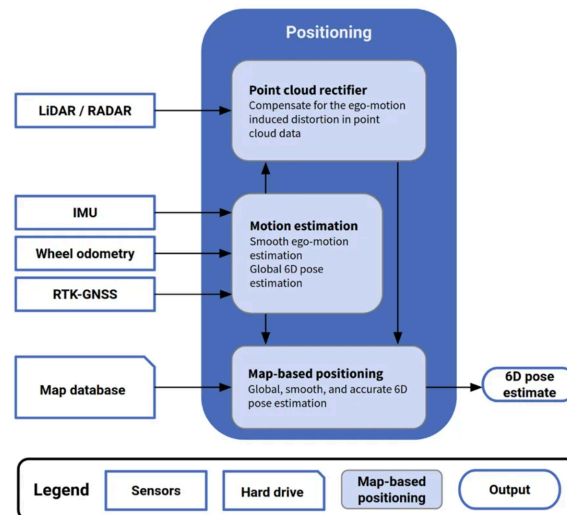 Positioning
Point cloud rectifier
Compensate for the ego-motion
induced distortion in point
cloud data
LiDAR / RADAR
IMU
Wheel odometry
RTK-GNSS
Motion estimation
Smooth ego-motion
estimation
Global 6D pose
estimation
Map database
Map-based positioning
Global, smooth, and accurate 6D
pose estimation
6D pose
estimate
Legend
Sensors
Hard drive
Map-based
positioning
Output